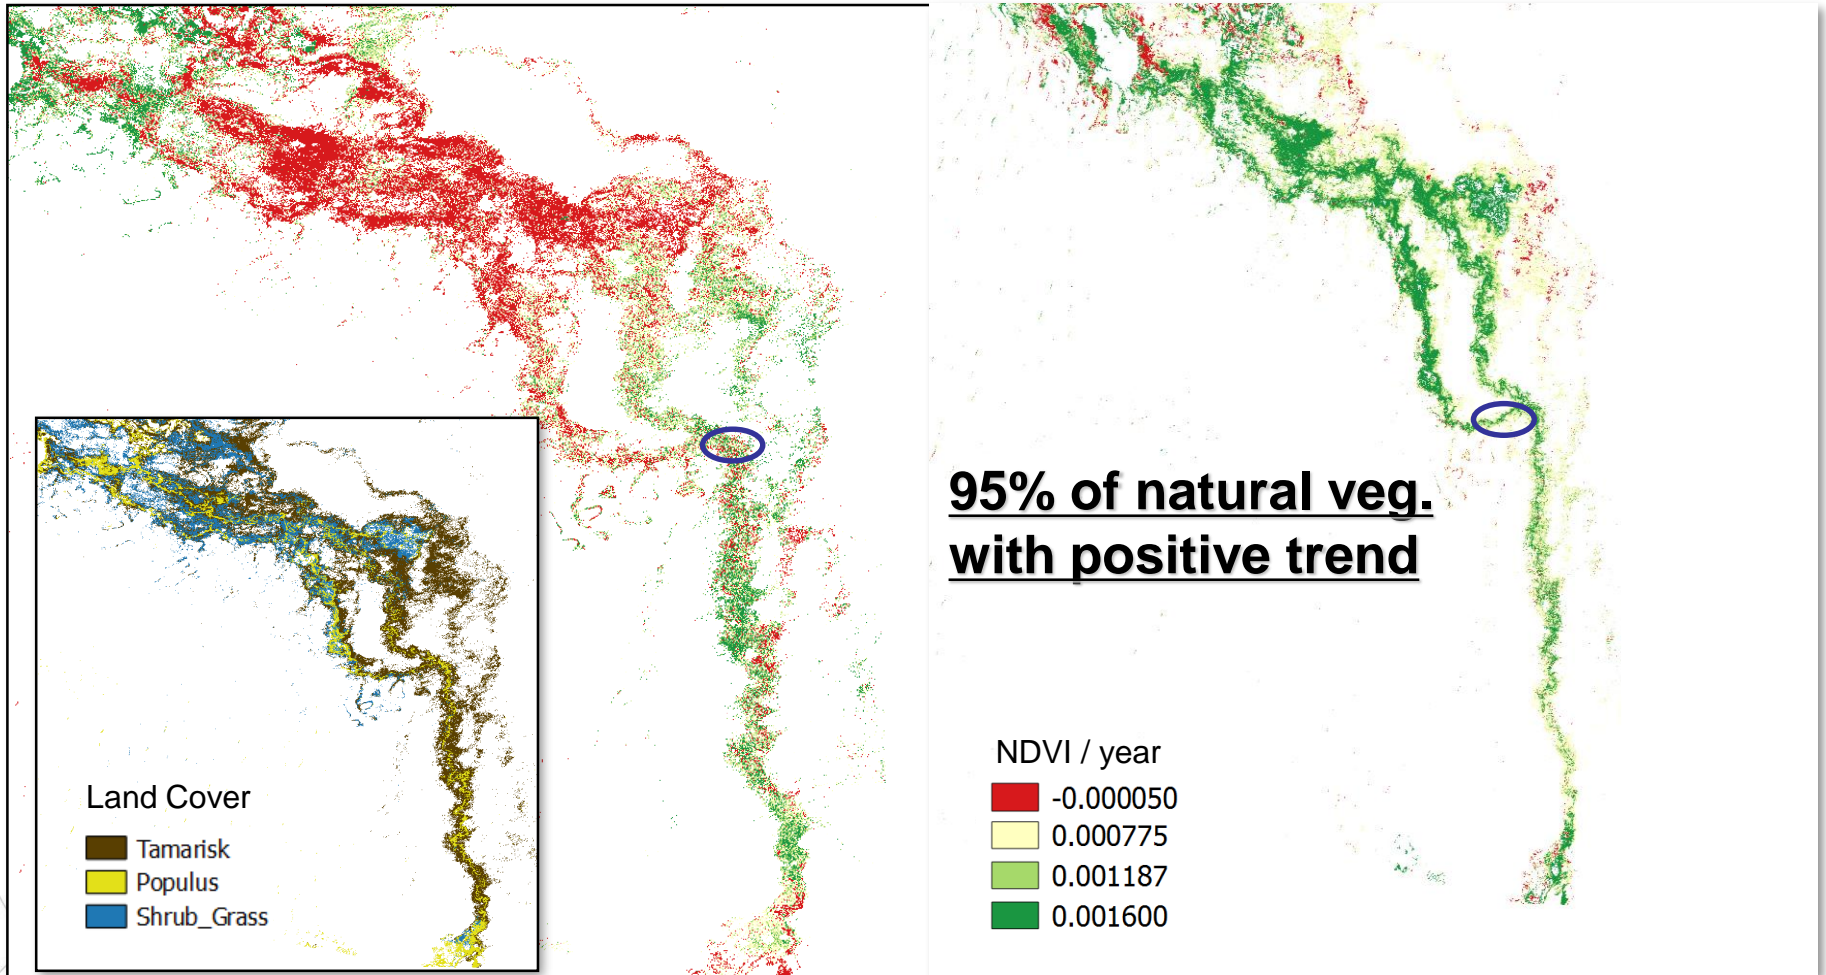 Land Cover
Tamarisk
Populus
Shrub_Grass
95% of natural veg.
with positive trend
NDVI / year
-0.000050
0.000775
0.001187
0.001600